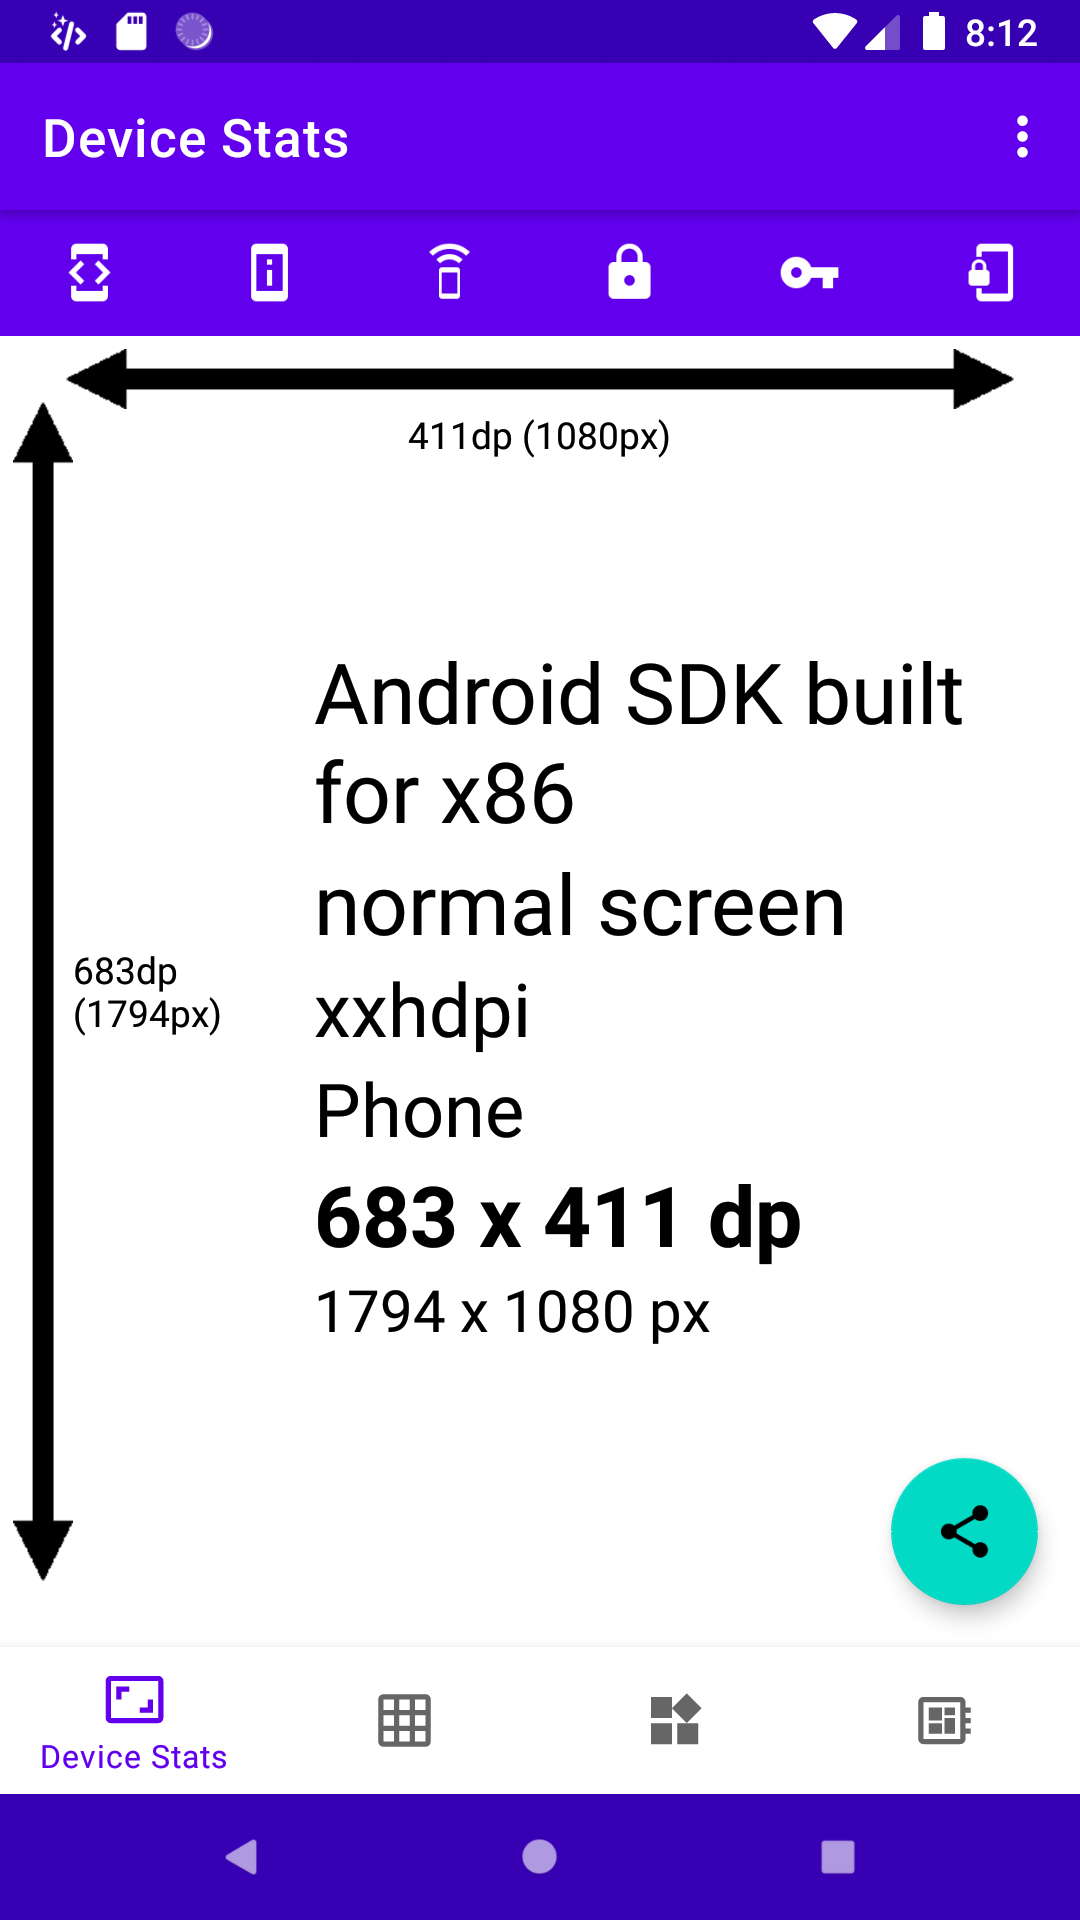 8:12
Device Stats
411dp (1080px)
Android SDK built
for x86
normal screen
683dp
(1794px)
xxhdpi
Phone
683 x 411 dp
1794 x 1080 px
Device Stats